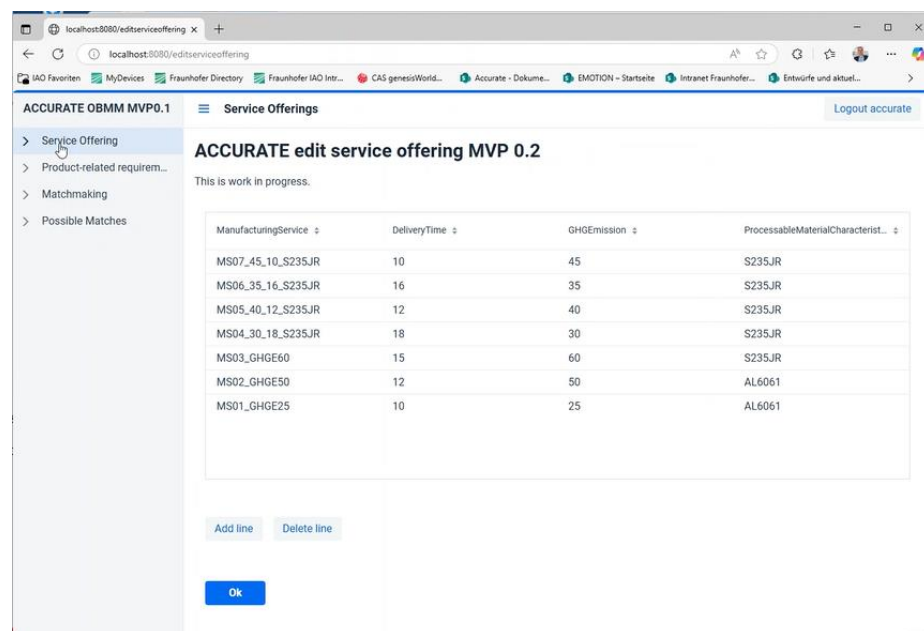 localhost:8080/editserviceoffering
localhost:8080/editserviceoffering
IAO Favoriten MyDevices Fraunhofer Directory Fraunhofer IAO Intr... CAS genesisWorld... Accurate - Dokume... EMOTION – Startseite Intranet Fraunhofer... Entwürfe und aktuel...
ACCURATE OBMM MVP0.1 Service Offerings Logout accurate
Service Offering
Product-related requirem...
Matchmaking
Possible Matches
ACCURATE edit service offering MVP 0.2
This is work in progress.
ManufacturingService DeliveryTime GHGEmission ProcessableMaterialCharacterist...
MS07_45_10_S235JR 10 45 S235JR
MS06_35_16_S235JR 16 35 S235JR
MS05_40_12_S235JR 12 40 S235JR
MS04_30_18_S235JR 18 30 S235JR
MS03_GHGE60 15 60 S235JR
MS02_GHGE50 12 50 AL6061
MS01_GHGE25 10 25 AL6061
Add line Delete line
Ok